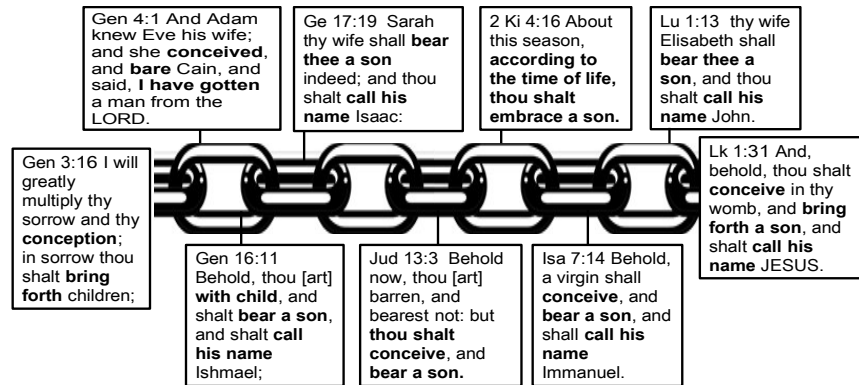 Gen 4:1 And Adam
knew Eve his wife;
and she conceived,
and bare Cain, and
said, I have gotten
a man from the
LORD.
Ge 17:19 Sarah
thy wife shall bear
thee a son
indeed; and thou
shalt call his
name Isaac:
2 Ki 4:16 About
this season,
according to
the time of life,
thou shalt
embrace a son.
Lu 1:13 thy wife
Elisabeth shall
bear thee a
son, and thou
shalt call his
name John.
Gen 3:16 I will
greatly
multiply thy
sorrow and thy
conception;
in sorrow thou
shalt bring
forth children;
Gen 16:11
Behold, thou [art]
with child, and
shalt bear a son,
and shalt call
his name
Ishmael;
Jud 13:3 Behold
now, thou [art]
barren, and
bearest not: but
thou shalt
conceive, and
bear a son.
Isa 7:14 Behold,
a virgin shall
conceive, and
bear a son, and
shall call his
name
Immanuel.
Lk 1:31 And,
behold, thou shalt
conceive in thy
womb, and bring
forth a son, and
shalt call his
name JESUS.